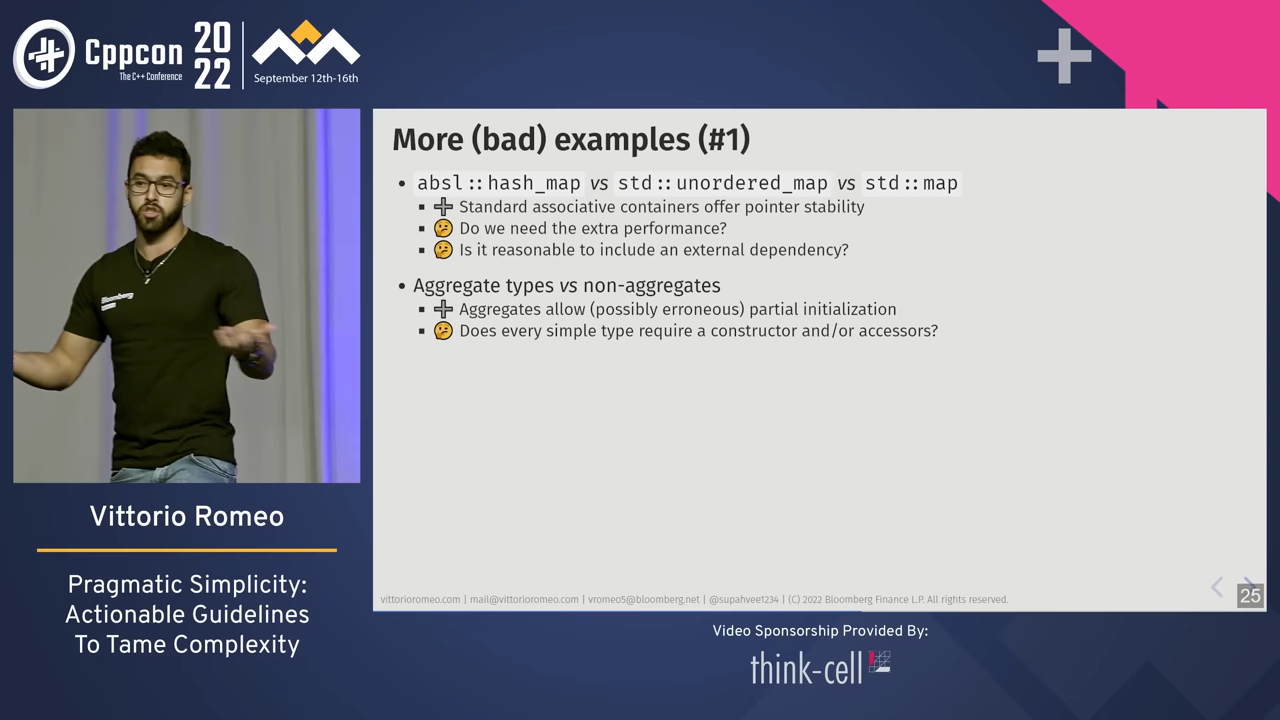 Cppcon
The C++ Conference
20
22
September 12th-16th
More (bad) examples (#1)
• absl::hash_map vs std::unordered_map vs std::map
▪ ➕ Standard associative containers offer pointer stability
▪ 🤔 Do we need the extra performance?
▪ 🤔 Is it reasonable to include an external dependency?
• Aggregate types vs non-aggregates
▪ ➕ Aggregates allow (possibly erroneous) partial initialization
▪ 🤔 Does every simple type require a constructor and/or accessors?
vittorioromeo.com | mail@vittorioromeo.com | vromeo5@bloomberg.net | @supahvee1234 | (C) 2022 Bloomberg Finance L.P. All rights reserved.
25
Bloomberg
Vittorio Romeo
Pragmatic Simplicity:
Actionable Guidelines
To Tame Complexity
Video Sponsorship Provided By:
think-cell